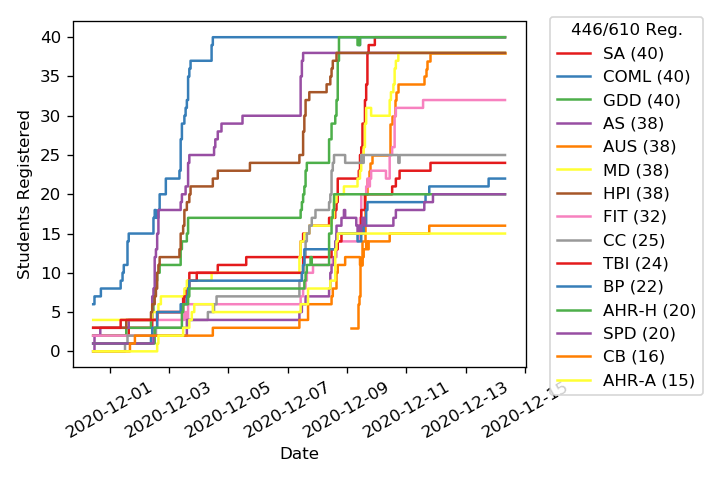 446/610 Reg.
SA (40)
COML (40)
GDD (40)
AS (38)
AUS (38)
MD (38)
HPI (38)
FIT (32)
CC (25)
TBI (24)
BP (22)
AHR-H (20)
SPD (20)
CB (16)
AHR-A (15)
Students Registered
40
35
30
25
20
15
10
5
0
2020-12-01
2020-12-03
2020-12-05
2020-12-07
2020-12-09
2020-12-11
2020-12-13
2020-12-15
Date